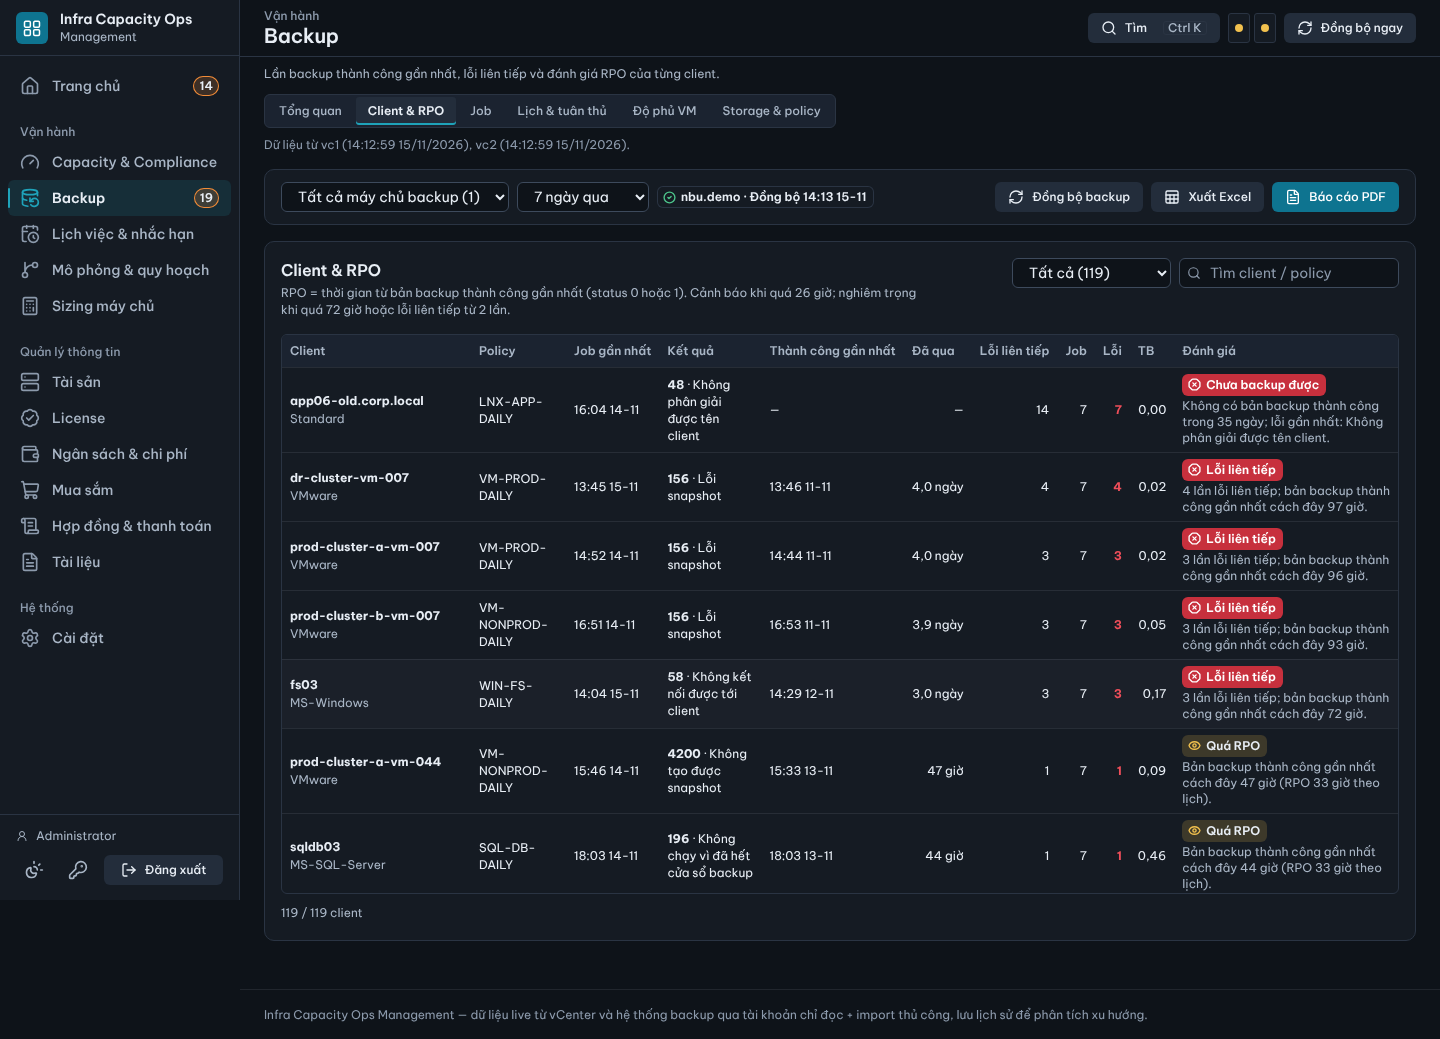 Infra Capacity Ops
Management
Trang chủ 14
Vận hành
Capacity & Compliance
Backup 19
Lịch việc & nhắc hạn
Mô phỏng & quy hoạch
Sizing máy chủ
Quản lý thông tin
Tài sản
License
Ngân sách & chi phí
Mua sắm
Hợp đồng & thanh toán
Tài liệu
Hệ thống
Cài đặt
Administrator
Đăng xuất
Vận hành
Backup
Tìm Ctrl K
Đồng bộ ngay
Lần backup thành công gần nhất, lỗi liên tiếp và đánh giá RPO của từng client.
Tổng quan Client & RPO Job Lịch & tuân thủ Độ phủ VM Storage & policy
Dữ liệu từ vc1 (14:12:59 15/11/2026), vc2 (14:12:59 15/11/2026).
Tất cả máy chủ backup (1) 7 ngày qua nbu.demo · Đồng bộ 14:13 15-11 Đồng bộ backup Xuất Excel Báo cáo PDF
Client & RPO
RPO = thời gian từ bản backup thành công gần nhất (status 0 hoặc 1). Cảnh báo khi quá 26 giờ; nghiêm trọng
khi quá 72 giờ hoặc lỗi liên tiếp từ 2 lần.
Tất cả (119) Tìm client / policy
Client Policy Job gần nhất Kết quả Thành công gần nhất Đã qua Lỗi liên tiếp Job Lỗi TB Đánh giá
app06-old.corp.local
Standard
LNX-APP-
DAILY
16:04 14-11
48 · Không
phân giải
được tên
client
— — 14 7 7 0,00
Chưa backup được
Không có bản backup thành công
trong 35 ngày; lỗi gần nhất: Không
phân giải được tên client.
dr-cluster-vm-007
VMware
VM-PROD-
DAILY
13:45 15-11
156 · Lỗi
snapshot
13:46 11-11 4,0 ngày 4 7 4 0,02
Lỗi liên tiếp
4 lần lỗi liên tiếp; bản backup thành
công gần nhất cách đây 97 giờ.
prod-cluster-a-vm-007
VMware
VM-PROD-
DAILY
14:52 14-11
156 · Lỗi
snapshot
14:44 11-11 4,0 ngày 3 7 3 0,02
Lỗi liên tiếp
3 lần lỗi liên tiếp; bản backup thành
công gần nhất cách đây 96 giờ.
prod-cluster-b-vm-007
VMware
VM-
NONPROD-
DAILY
16:51 14-11
156 · Lỗi
snapshot
16:53 11-11 3,9 ngày 3 7 3 0,05
Lỗi liên tiếp
3 lần lỗi liên tiếp; bản backup thành
công gần nhất cách đây 93 giờ.
fs03
MS-Windows
WIN-FS-
DAILY
14:04 15-11
58 · Không kết
nối được tới
client
14:29 12-11 3,0 ngày 3 7 3 0,17
Lỗi liên tiếp
3 lần lỗi liên tiếp; bản backup thành
công gần nhất cách đây 72 giờ.
prod-cluster-a-vm-044
VMware
VM-
NONPROD-
DAILY
15:46 14-11
4200 · Không
tạo được
snapshot
15:33 13-11 47 giờ 1 7 1 0,09
Quá RPO
Bản backup thành công gần nhất
cách đây 47 giờ (RPO 33 giờ theo
lịch).
sqldb03
MS-SQL-Server
SQL-DB-
DAILY
18:03 14-11
196 · Không
chạy vì đã hết
cửa sổ backup
18:03 13-11 44 giờ 1 7 1 0,46
Quá RPO
Bản backup thành công gần nhất
cách đây 44 giờ (RPO 33 giờ theo
lịch).
119 / 119 client
Infra Capacity Ops Management — dữ liệu live từ vCenter và hệ thống backup qua tài khoản chỉ đọc + import thủ công, lưu lịch sử để phân tích xu hướng.